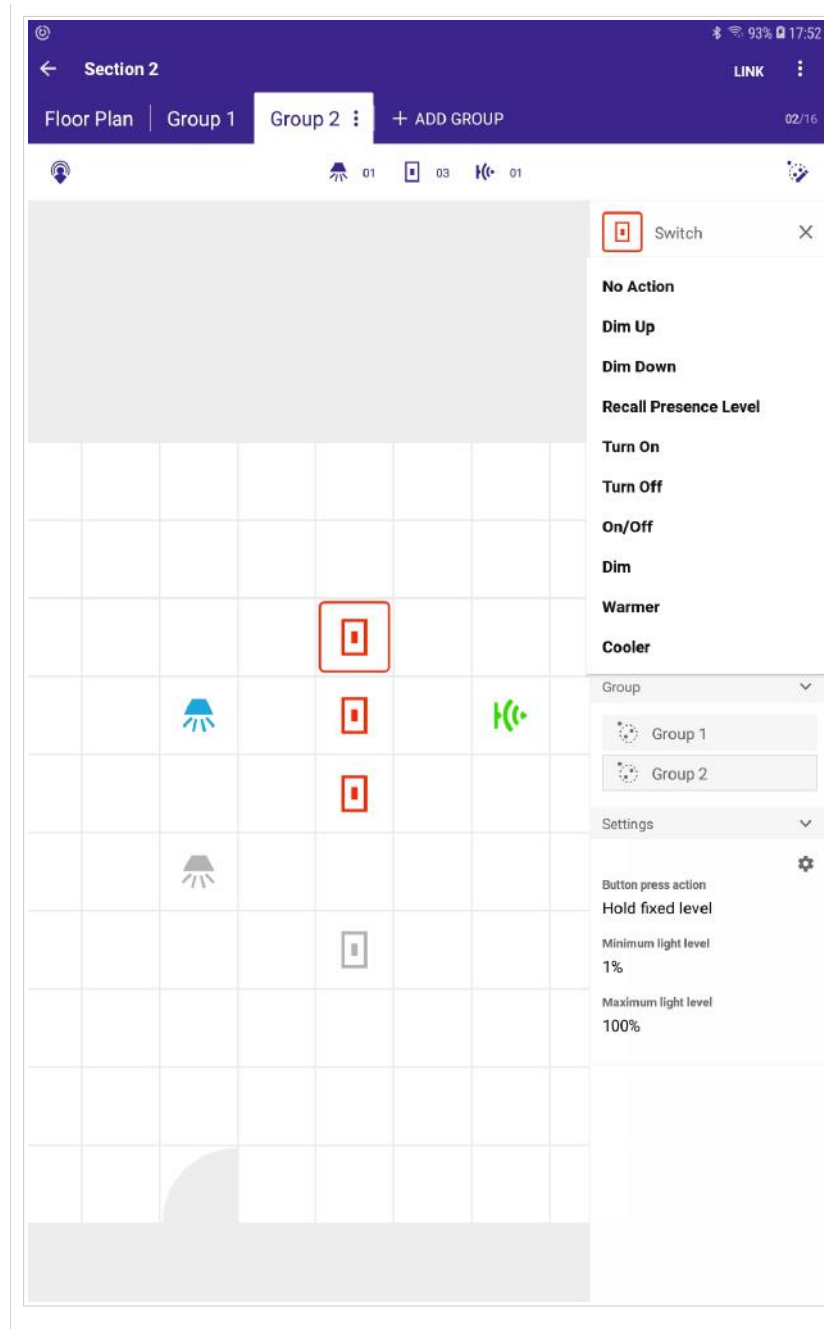 93% 17:52
Section 2 LINK
Floor Plan Group 1 Group 2 + ADD GROUP 02/16
01 03 01
Switch
No Action
Dim Up
Dim Down
Recall Presence Level
Turn On
Turn Off
On/Off
Dim
Warmer
Cooler
Group
Group 1
Group 2
Settings
Button press action
Hold fixed level
Minimum light level
1%
Maximum light level
100%